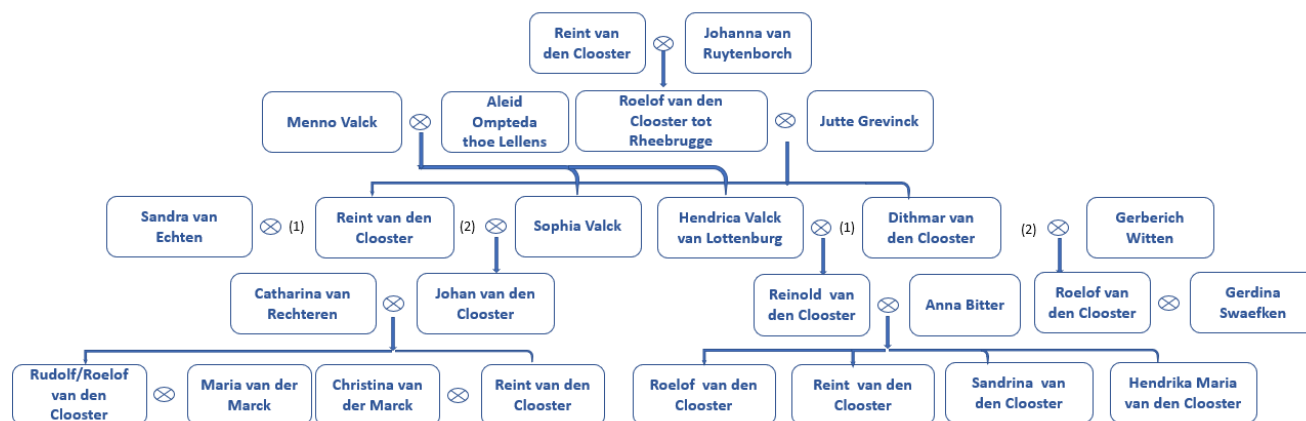 Reint van
den Clooster
Johanna van
Ruytenborch
Menno Valck
Aleid
Ompteda
thoe Lellens
Roelof van den
Clooster tot
Rheebrugge
Jutte Grevinck
Sandra van
Echten
(1)
Reint van den
Clooster
(2)
Sophia Valck
Hendrica Valck
van Lottenburg
(1)
Dithmar van
den Clooster
(2)
Gerberich
Witten
Catharina van
Rechteren
Johan van den
Clooster
Reinold van
den Clooster
Anna Bitter
Roelof van
den Clooster
Gerdina
Swaefken
Rudolf/Roelof
van den
Clooster
Maria van der
Marck
Christina van
der Marck
Reint van den
Clooster
Roelof van den
Clooster
Reint van den
Clooster
Sandrina van
den Clooster
Hendrika Maria
van den Clooster